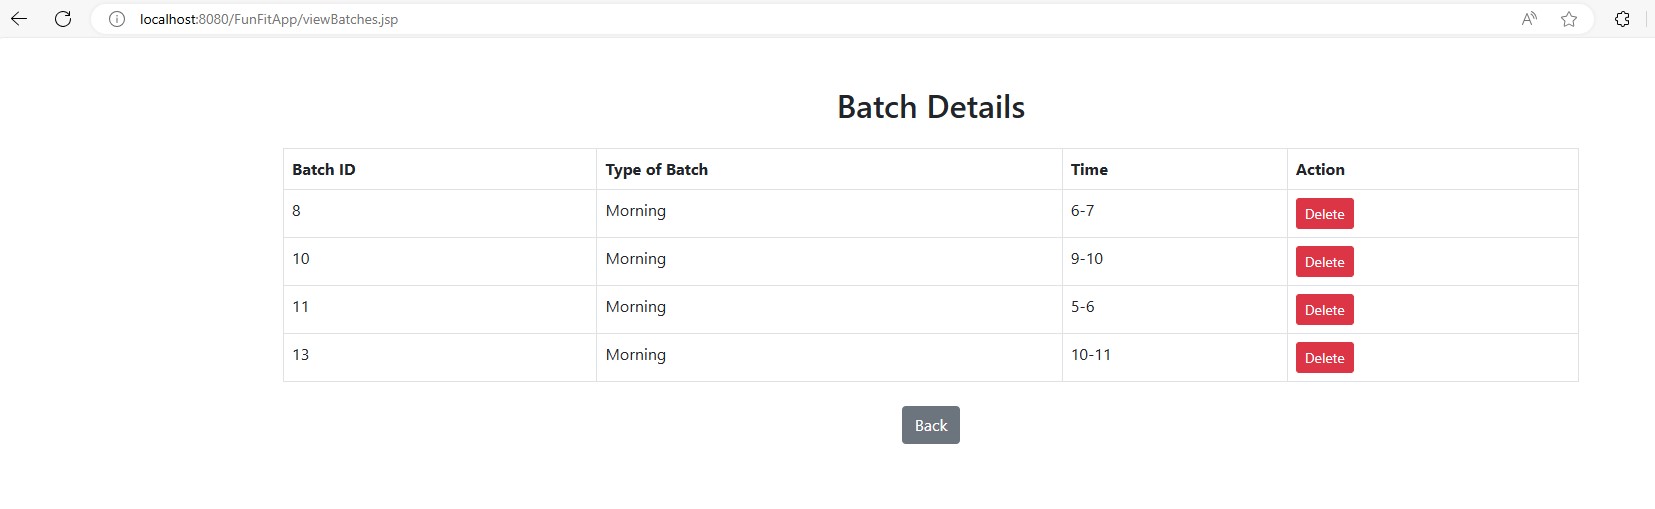 localhost:8080/FunFitApp/viewBatches.jsp
Batch Details
Batch ID Type of Batch Time Action
8 Morning 6-7 Delete
10 Morning 9-10 Delete
11 Morning 5-6 Delete
13 Morning 10-11 Delete
Back